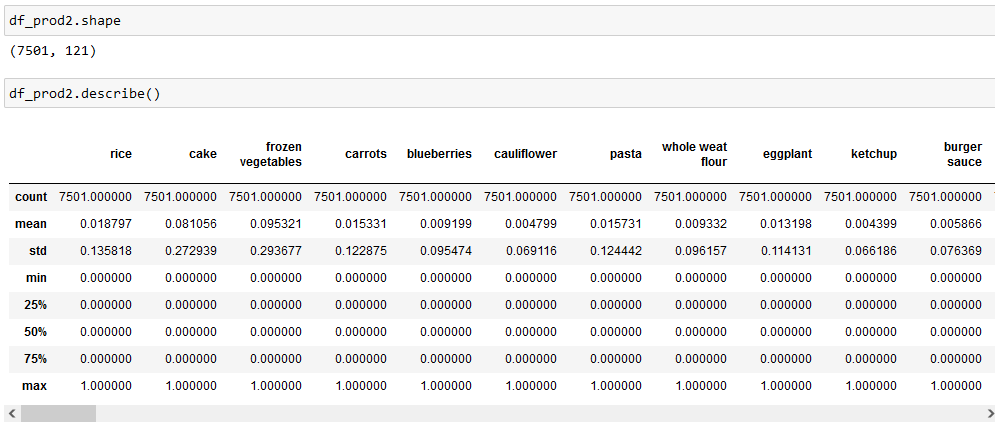 df_prod2.shape
(7501, 121)
df_prod2.describe()
rice cake frozen vegetables carrots blueberries cauliflower pasta whole weat flour eggplant ketchup burger sauce
count 7501.000000 7501.000000 7501.000000 7501.000000 7501.000000 7501.000000 7501.000000 7501.000000 7501.000000 7501.000000 7501.000000
mean 0.018797 0.081056 0.095321 0.015331 0.009199 0.004799 0.015731 0.009332 0.013198 0.004399 0.005866
std 0.135818 0.272939 0.293677 0.122875 0.095474 0.069116 0.124442 0.096157 0.114131 0.066186 0.076369
min 0.000000 0.000000 0.000000 0.000000 0.000000 0.000000 0.000000 0.000000 0.000000 0.000000 0.000000
25% 0.000000 0.000000 0.000000 0.000000 0.000000 0.000000 0.000000 0.000000 0.000000 0.000000 0.000000
50% 0.000000 0.000000 0.000000 0.000000 0.000000 0.000000 0.000000 0.000000 0.000000 0.000000 0.000000
75% 0.000000 0.000000 0.000000 0.000000 0.000000 0.000000 0.000000 0.000000 0.000000 0.000000 0.000000
max 1.000000 1.000000 1.000000 1.000000 1.000000 1.000000 1.000000 1.000000 1.000000 1.000000 1.000000